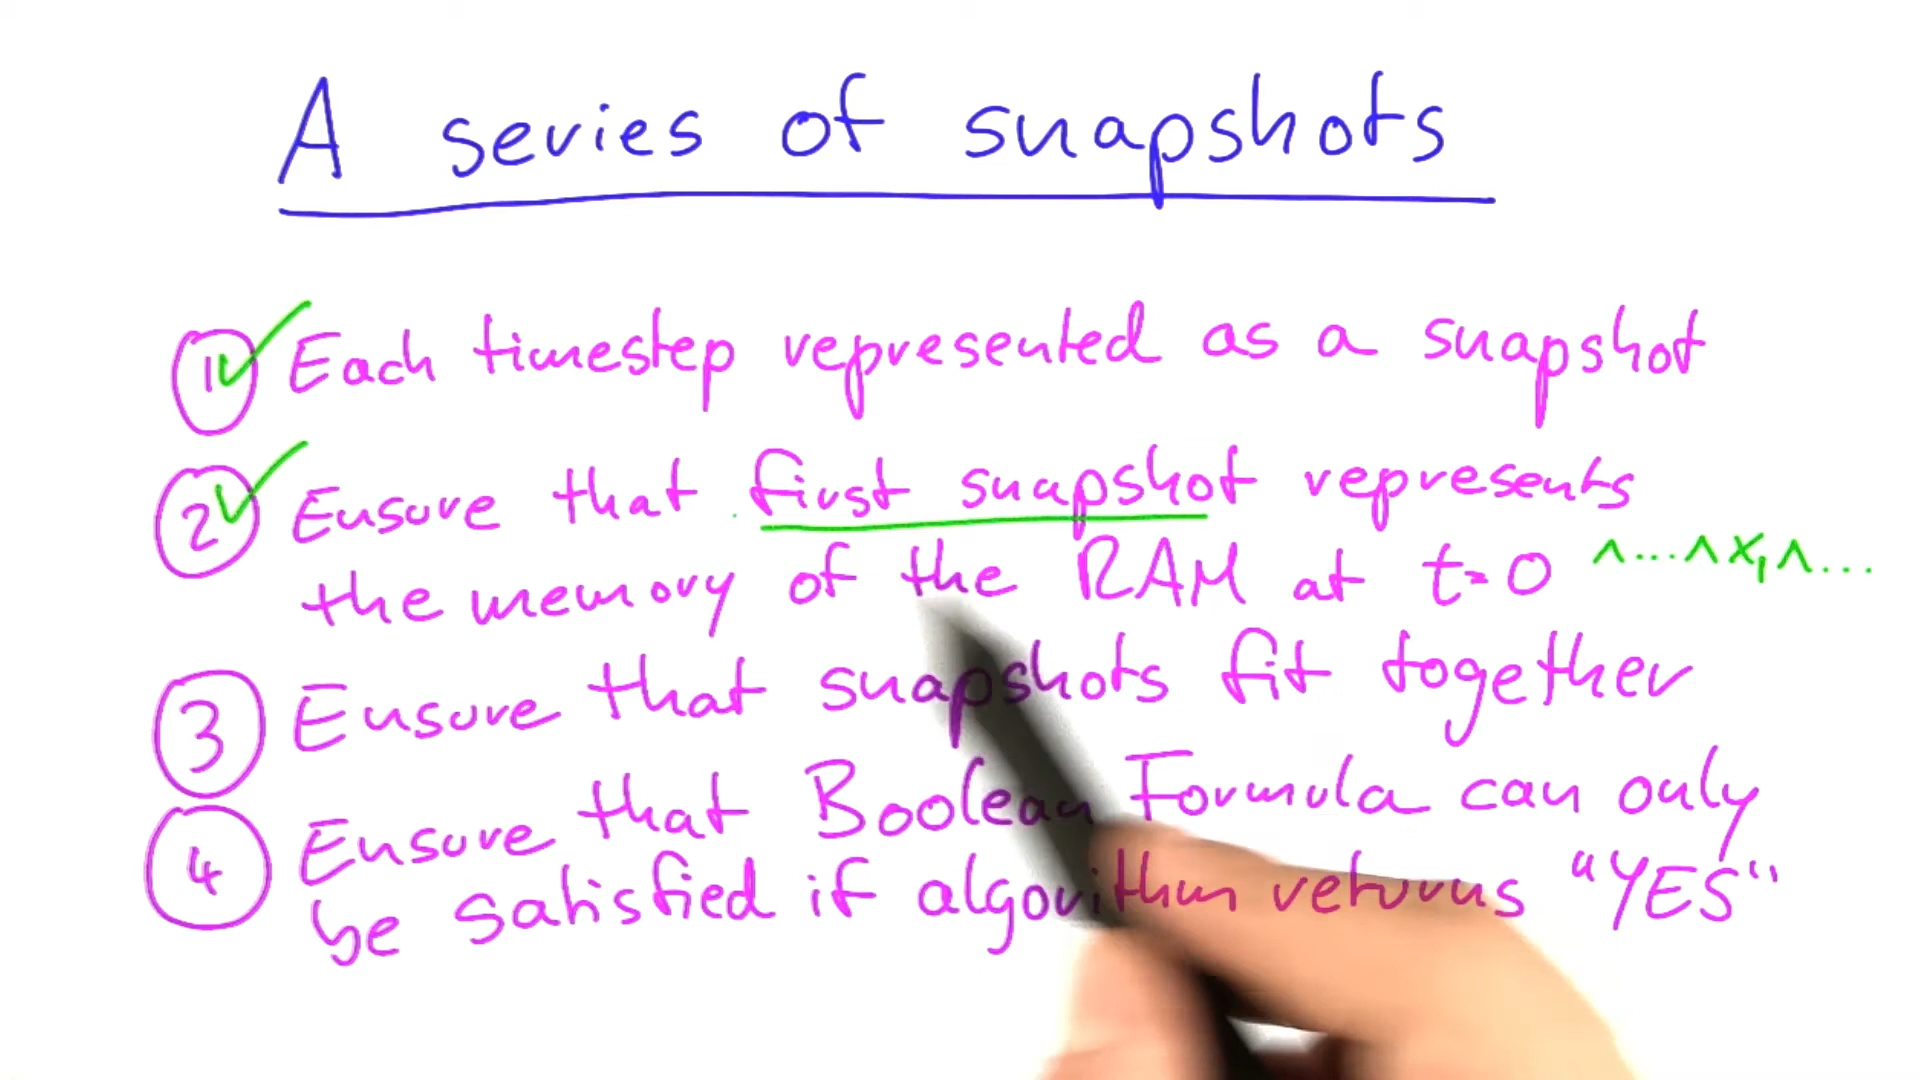 A series of snapshots
1 Each timestep represented as a snapshot
2 Ensure that first snapshot represents
the memory of the RAM at t=0 ∧...∧x₁∧...
3 Ensure that snapshots fit together
4 Ensure that Boolean Formula can only
be satisfied if algorithm returns "YES"